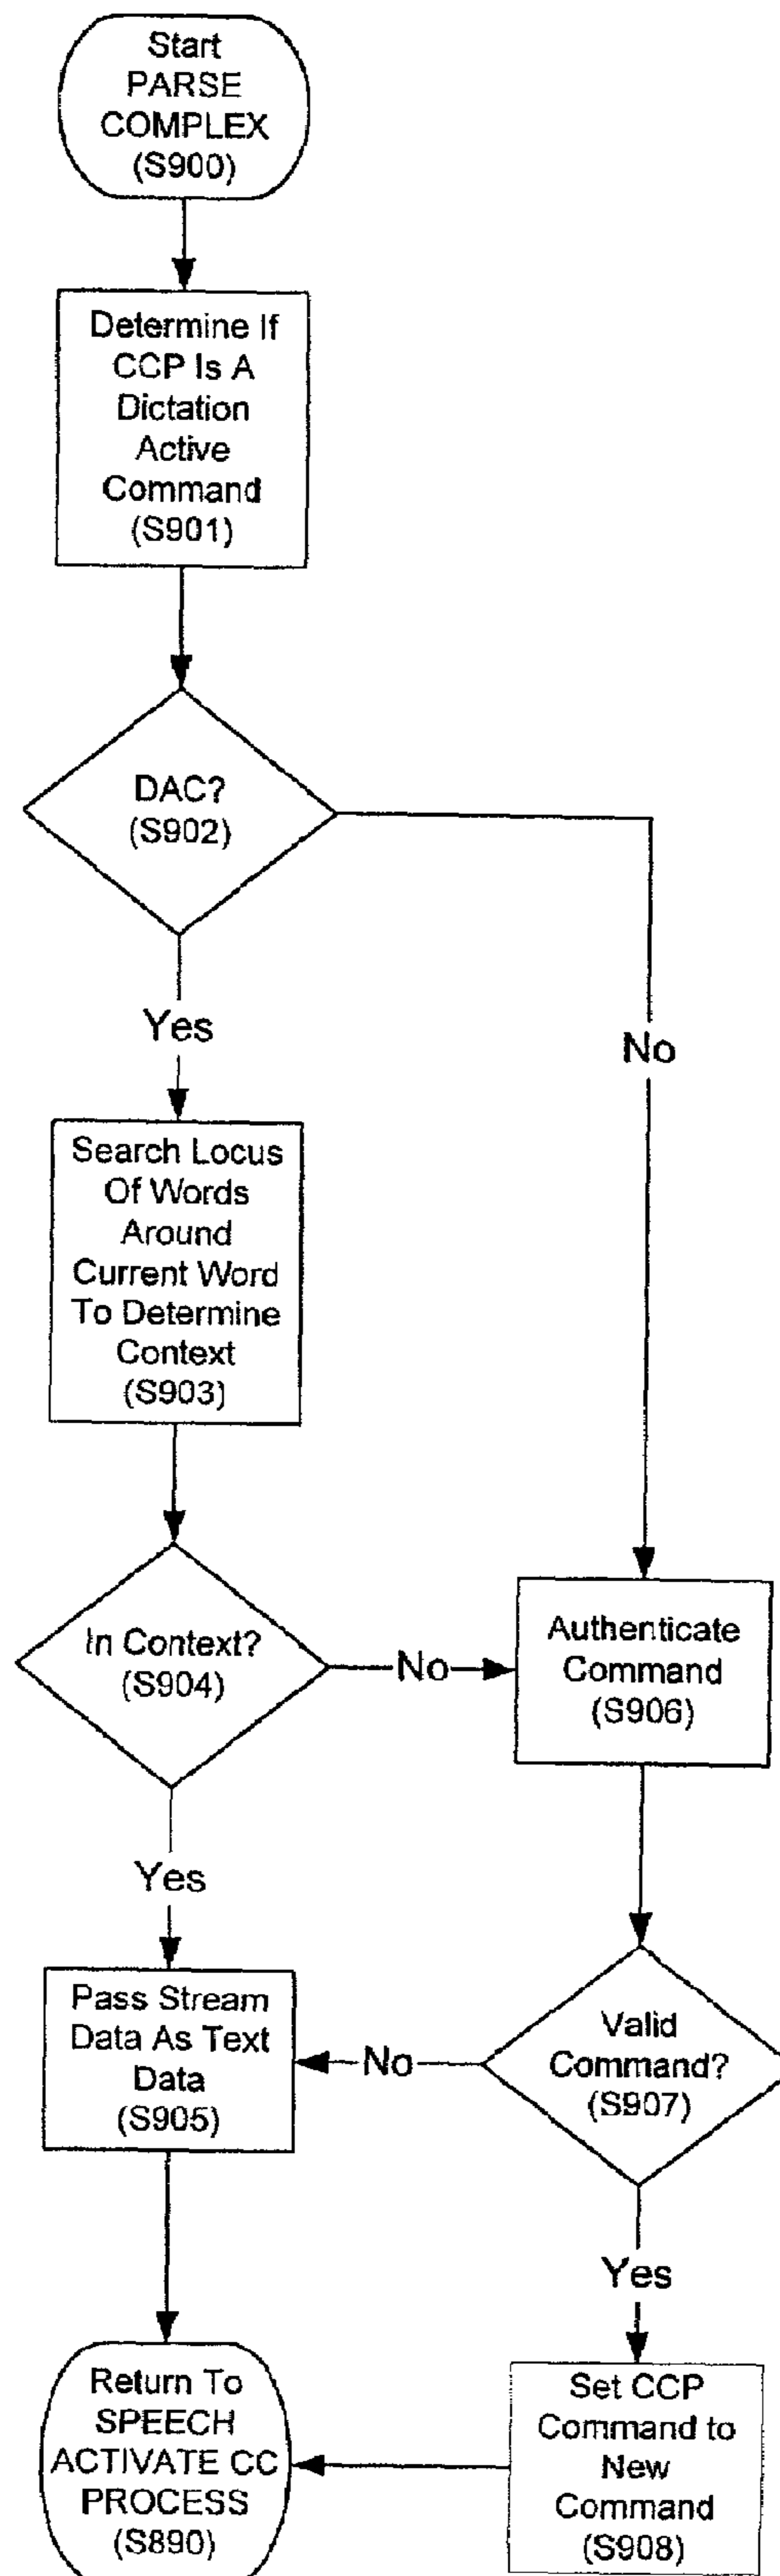 Start
PARSE
COMPLEX
(S900)
Determine If
CCP Is A
Dictation
Active
Command
(S901)
DAC?
(S902)
Yes
No
Search Locus
Of Words
Around
Current Word
To Determine
Context
(S903)
In Context?
(S904)
No
Authenticate
Command
(S906)
Yes
Pass Stream
Data As Text
Data
(S905)
No
Valid
Command?
(S907)
Yes
Return To
SPEECH
ACTIVATE CC
PROCESS
(S890)
Set CCP
Command to
New
Command
(S908)